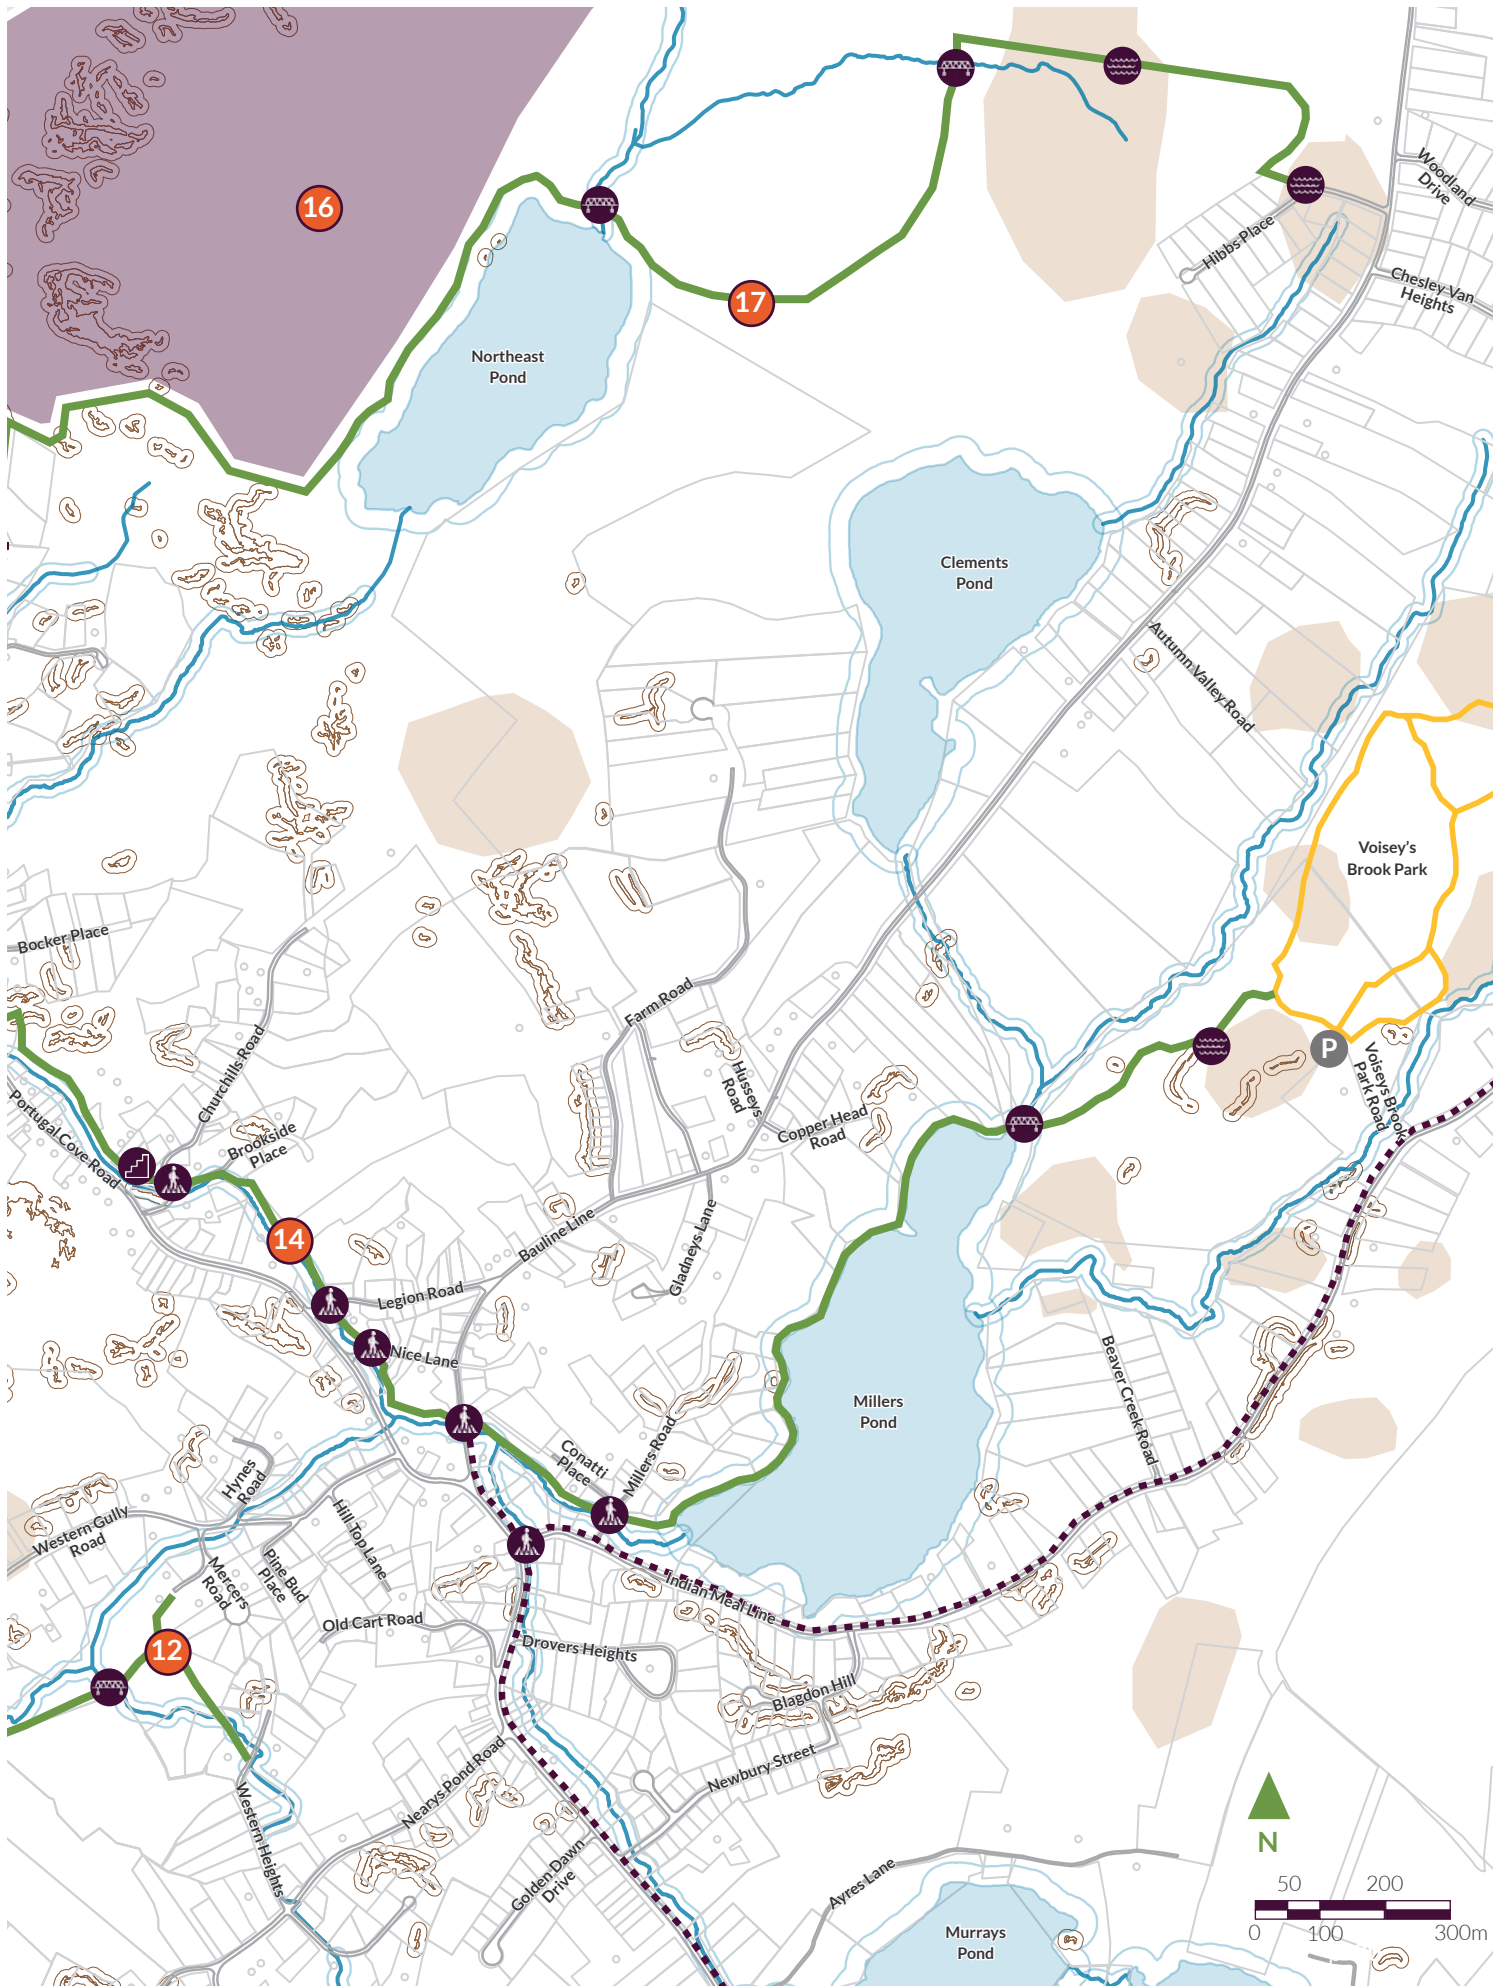 16
17
Woodland
Drive
Hibbs Place
Chesley Van
Heights
Northeast
Pond
Clements
Pond
Autumn Valley Road
Voisey's
Brook Park
Bocker Place
Farm Road
Churchills Road
Husseys
Road
P
Voiseys Brook
Park Road
Portugal Cove Road
Brookside
Place
Copper Head
Road
14
Bauline Line
Gladneys Lane
Legion Road
Nice Lane
Beaver Creek Road
Millers
Pond
Conatti
Place
Millers Road
Hynes
Road
Western Gully
Road
Hill Top Lane
Mercers
Road
Pine Bud
Place
Indian Meal Line
Old Cart Road
12
Drovers Heights
Blagdon Hill
Nearys Pond Road
Newbury Street
Western Heights
Golden Dawn
Drive
Ayres Lane
Murrays
Pond
N
50 200
0 100 300m